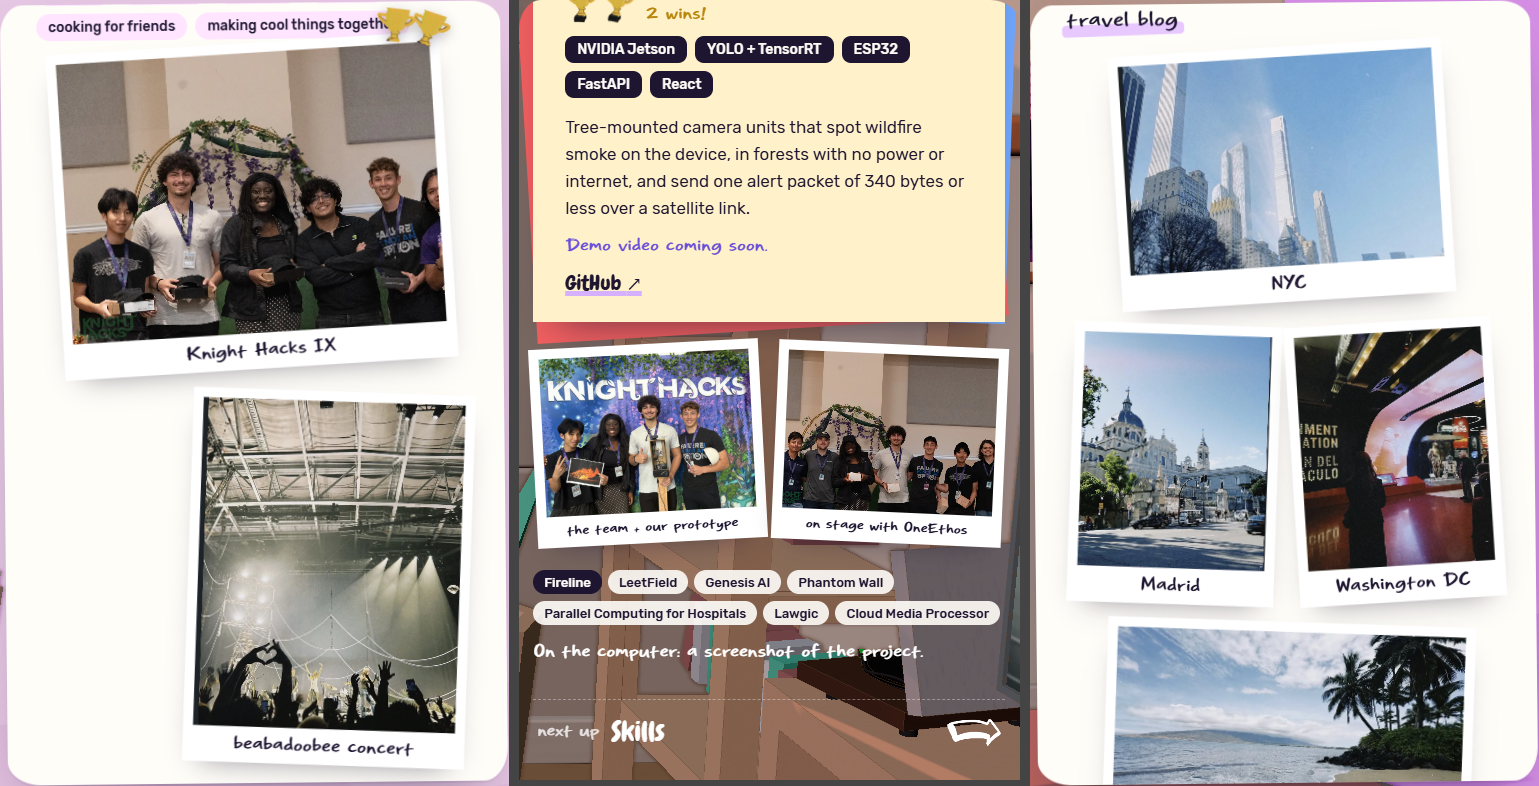 cooking for friends
making cool things togeth
Knight Hacks IX
beabadoobee concert
2 wins!
NVIDIA Jetson
YOLO + TensorRT
ESP32
FastAPI
React
Tree-mounted camera units that spot wildfire
smoke on the device, in forests with no power or
internet, and send one alert packet of 340 bytes or
less over a satellite link.
Demo video coming soon.
GitHub ↗
KNIGHT HACKS
the team + our prototype
on stage with OneEthos
Fireline
LeetField
Genesis AI
Phantom Wall
Parallel Computing for Hospitals
Lawgic
Cloud Media Processor
On the computer: a screenshot of the project.
next up Skills
travel blog
NYC
Madrid
Washington DC